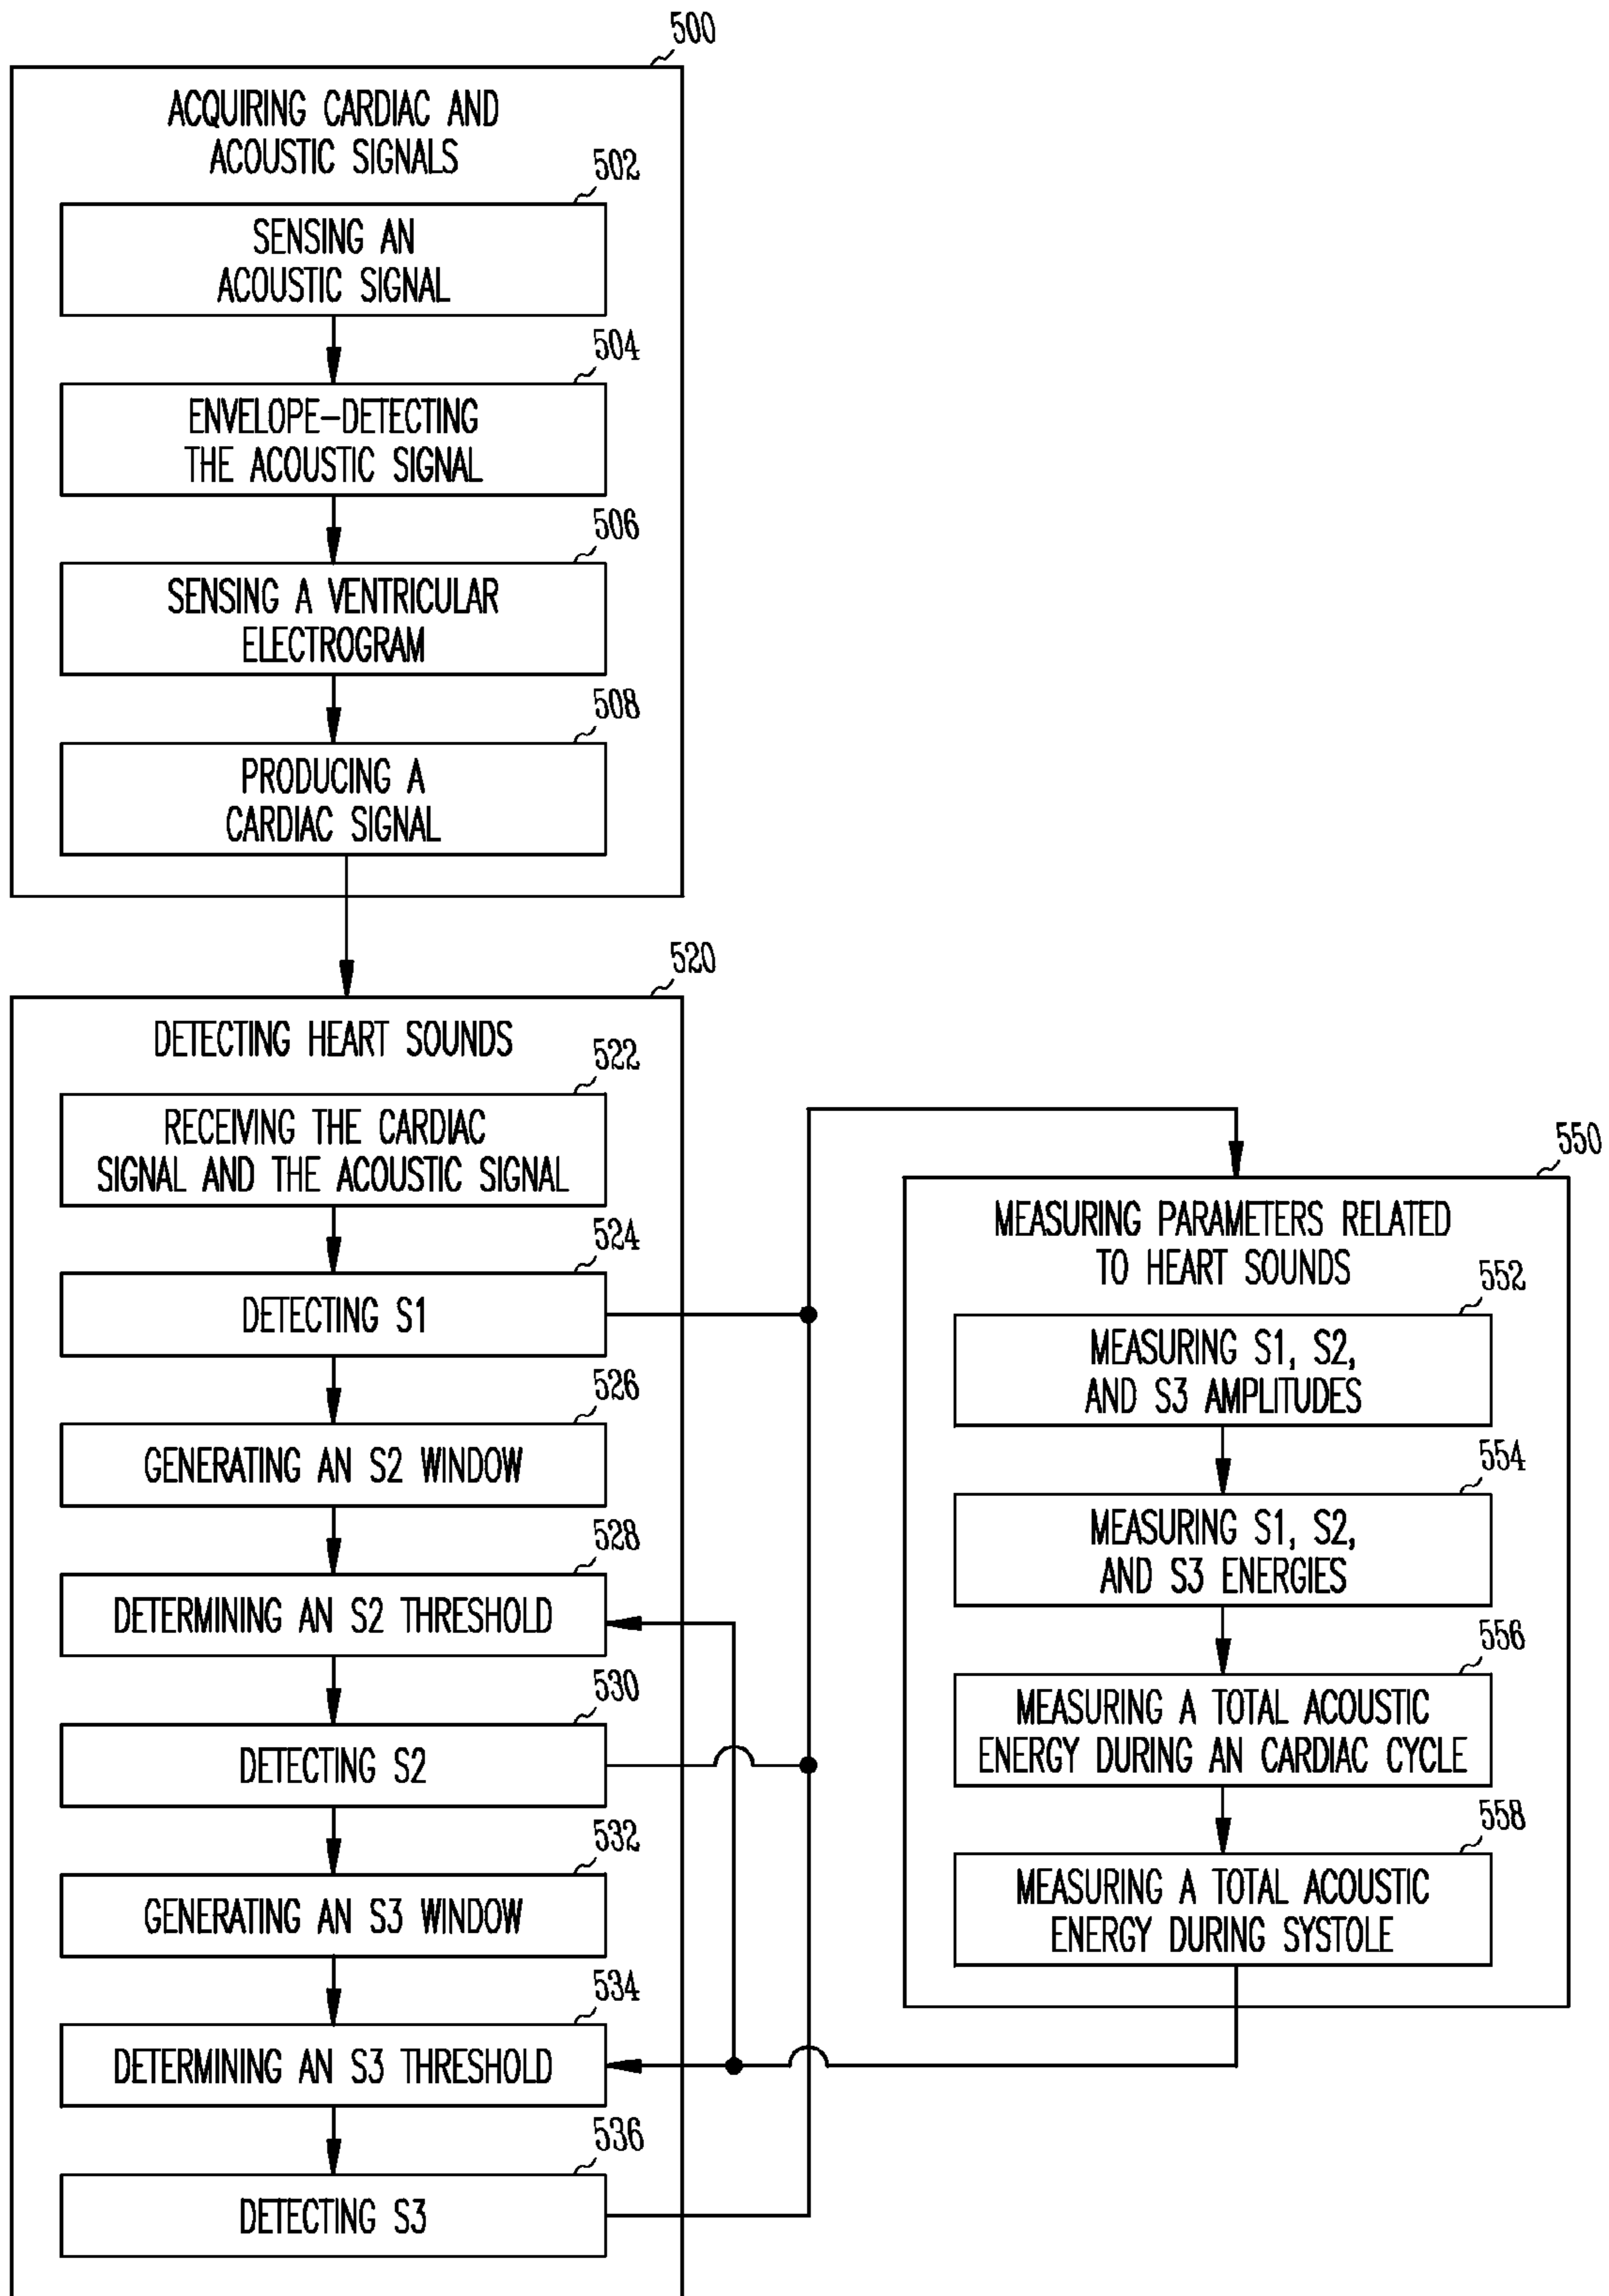 500
ACQUIRING CARDIAC AND
ACOUSTIC SIGNALS
502
SENSING AN
ACOUSTIC SIGNAL
504
ENVELOPE-DETECTING
THE ACOUSTIC SIGNAL
506
SENSING A VENTRICULAR
ELECTROGRAM
508
PRODUCING A
CARDIAC SIGNAL
520
DETECTING HEART SOUNDS
522
RECEIVING THE CARDIAC
SIGNAL AND THE ACOUSTIC SIGNAL
524
DETECTING S1
526
GENERATING AN S2 WINDOW
528
DETERMINING AN S2 THRESHOLD
530
DETECTING S2
532
GENERATING AN S3 WINDOW
534
DETERMINING AN S3 THRESHOLD
536
DETECTING S3
550
MEASURING PARAMETERS RELATED
TO HEART SOUNDS
552
MEASURING S1, S2,
AND S3 AMPLITUDES
554
MEASURING S1, S2,
AND S3 ENERGIES
556
MEASURING A TOTAL ACOUSTIC
ENERGY DURING AN CARDIAC CYCLE
558
MEASURING A TOTAL ACOUSTIC
ENERGY DURING SYSTOLE